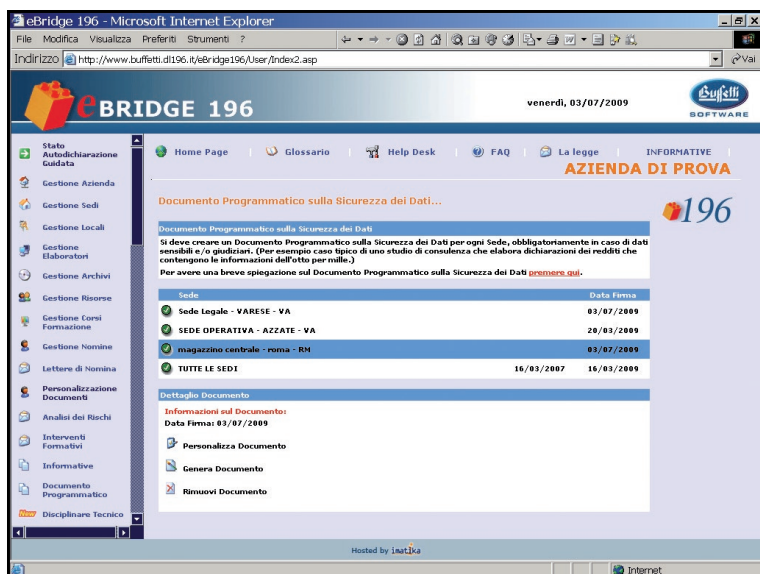 eBridge 196 - Microsoft Internet Explorer
File Modifica Visualizza Preferiti Strumenti ?
Indirizzo http://www.buffetti.dl196.it/eBridge196/User/Index2.asp Vai
eBRIDGE 196
venerdì, 03/07/2009
Buffetti
SOFTWARE
Home Page Glossario Help Desk FAQ La legge INFORMATIVE
AZIENDA DI PROVA
Stato
Autodichiarazione
Guidata
Gestione Azienda
Gestione Sedi
Gestione Locali
Gestione
Elaboratori
Gestione Archivi
Gestione Risorse
Gestione Corsi
Formazione
Gestione Nomine
Lettere di Nomina
Personalizzazione
Documenti
Analisi dei Rischi
Interventi
Formativi
Informative
Documento
Programmatico
New Disciplinare Tecnico
Documento Programmatico sulla Sicurezza dei Dati...
196
Documento Programmatico sulla Sicurezza dei Dati
Si deve creare un Documento Programmatico sulla Sicurezza dei Dati per ogni Sede, obbligatoriamente in caso di dati
sensibili e/o giudiziari. (Per esempio caso tipico di uno studio di consulenza che elabora dichiarazioni dei redditi che
contengono le informazioni dell'otto per mille.)
Per avere una breve spiegazione sul Documento Programmatico sulla Sicurezza dei Dati premere qui.
Sede Data Firma
Sede Legale - VARESE - VA 03/07/2009
SEDE OPERATIVA - AZZATE - VA 20/03/2009
magazzino centrale - roma - RM 03/07/2009
TUTTE LE SEDI 16/03/2007 16/03/2009
Dettaglio Documento
Informazioni sul Documento:
Data Firma: 03/07/2009
Personalizza Documento
Genera Documento
Rimuovi Documento
Hosted by imatika
Internet